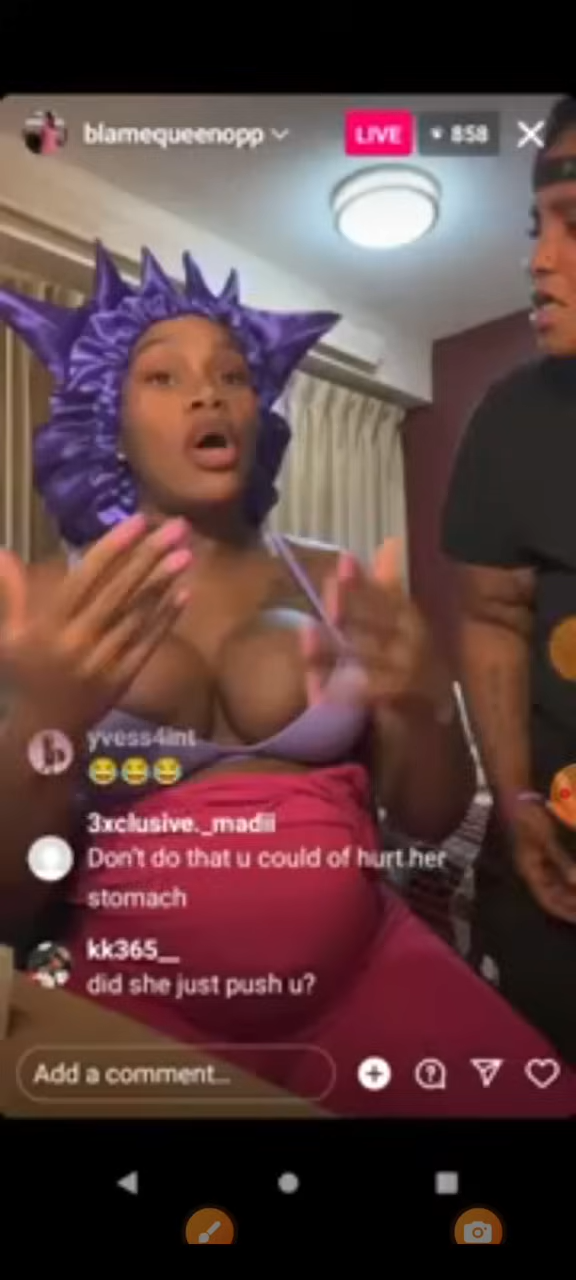 blamequeenopp
LIVE
858
yvess4int
😂😂😂
3xclusive._madii
Don't do that u could of hurt her
stomach
kk365__
did she just push u?
Add a comment...